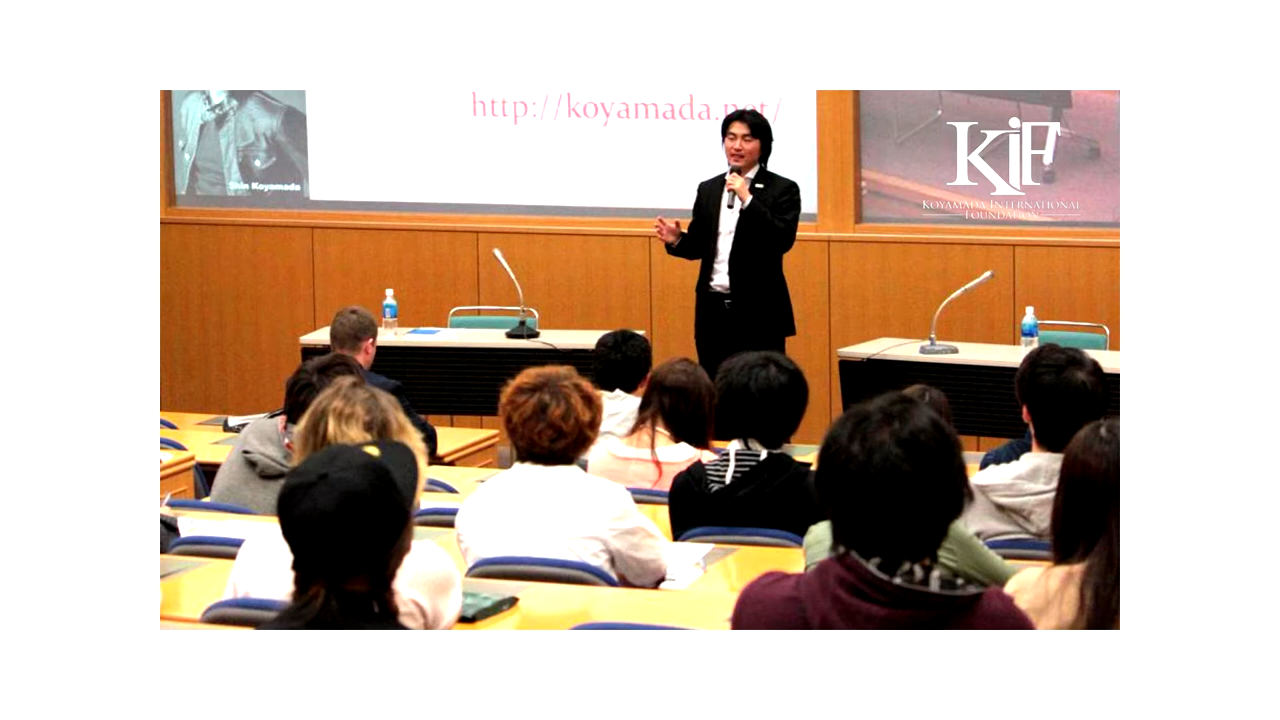 http://koyamada.net/
Shin Koyamada
KIF
KOYAMADA INTERNATIONAL
FOUNDATION